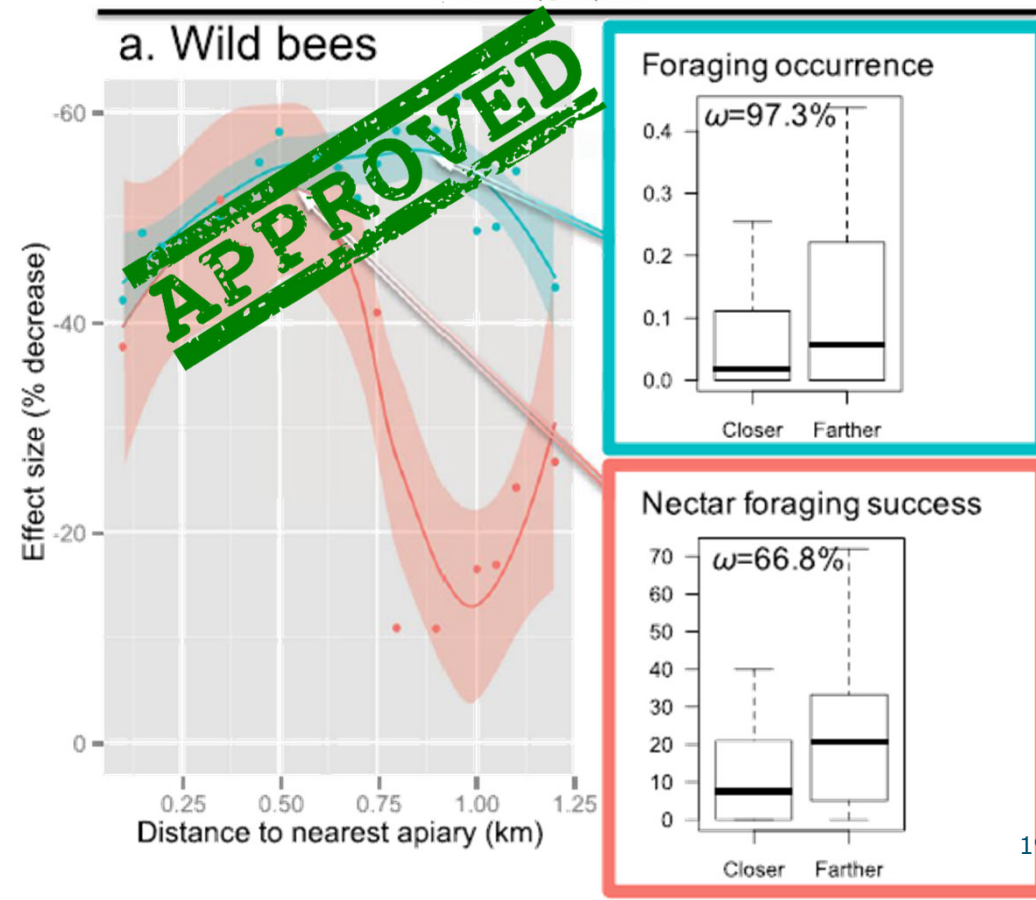 a. Wild bees
APPROVED
Effect size (% decrease)
-60
-40
-20
0
0.25 0.50 0.75 1.00 1.25
Distance to nearest apiary (km)
Foraging occurrence
ω=97.3%
0.4
0.3
0.2
0.1
0.0
Closer Farther
Nectar foraging success
ω=66.8%
70
60
50
40
30
20
10
0
Closer Farther